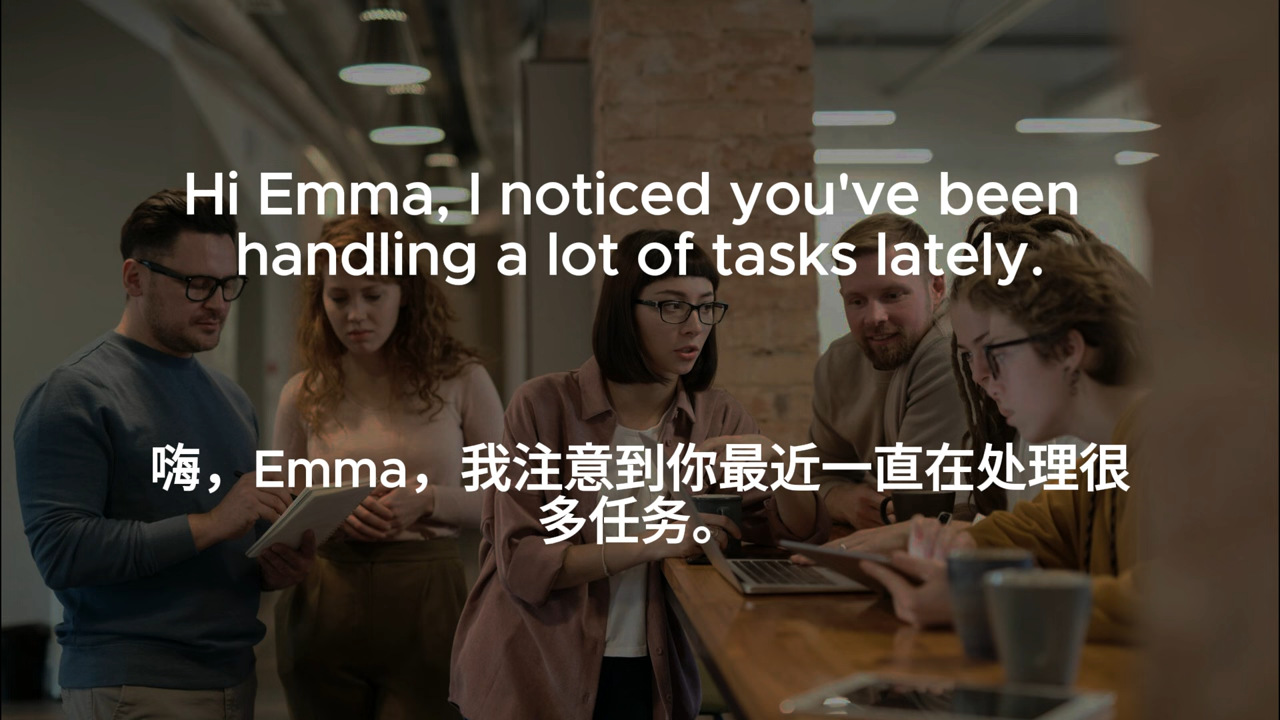 Hi Emma, I noticed you've been
handling a lot of tasks lately.
嗨，Emma，我注意到你最近一直在处理很
多任务。